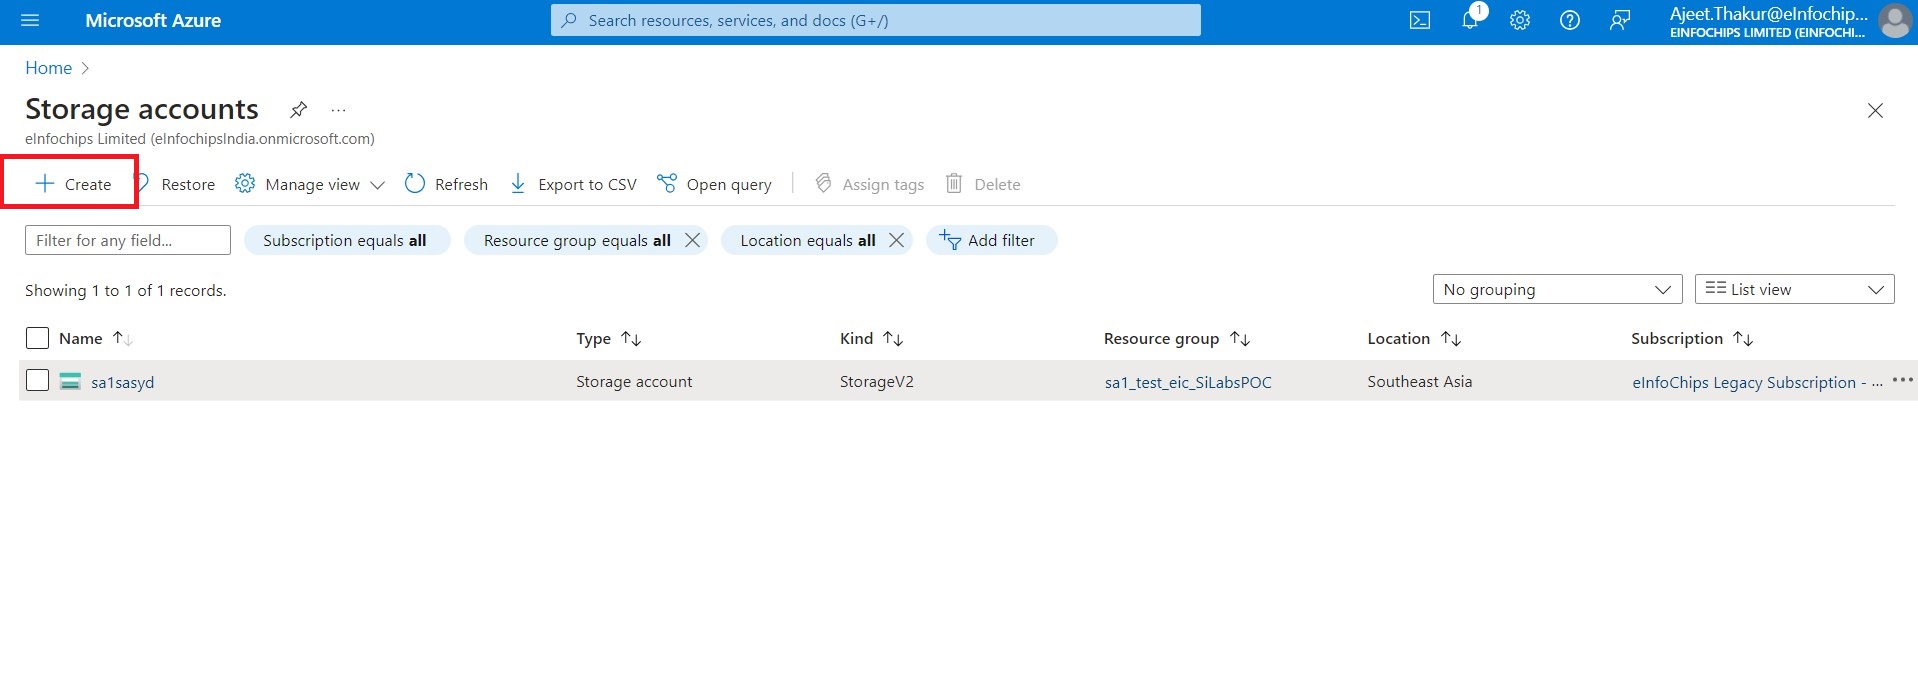 Microsoft Azure
Search resources, services, and docs (G+/)
1
Ajeet.Thakur@eInfochip...
EINFOCHIPS LIMITED (EINFOCHI...
Home >
Storage accounts ...
eInfochips Limited (eInfochipsIndia.onmicrosoft.com)
+ Create Restore Manage view Refresh Export to CSV Open query Assign tags Delete
Filter for any field... Subscription equals all Resource group equals all Location equals all Add filter
Showing 1 to 1 of 1 records. No grouping List view
Name Type Kind Resource group Location Subscription
sa1sasyd Storage account StorageV2 sa1_test_eic_SiLabsPOC Southeast Asia eInfoChips Legacy Subscription - ...